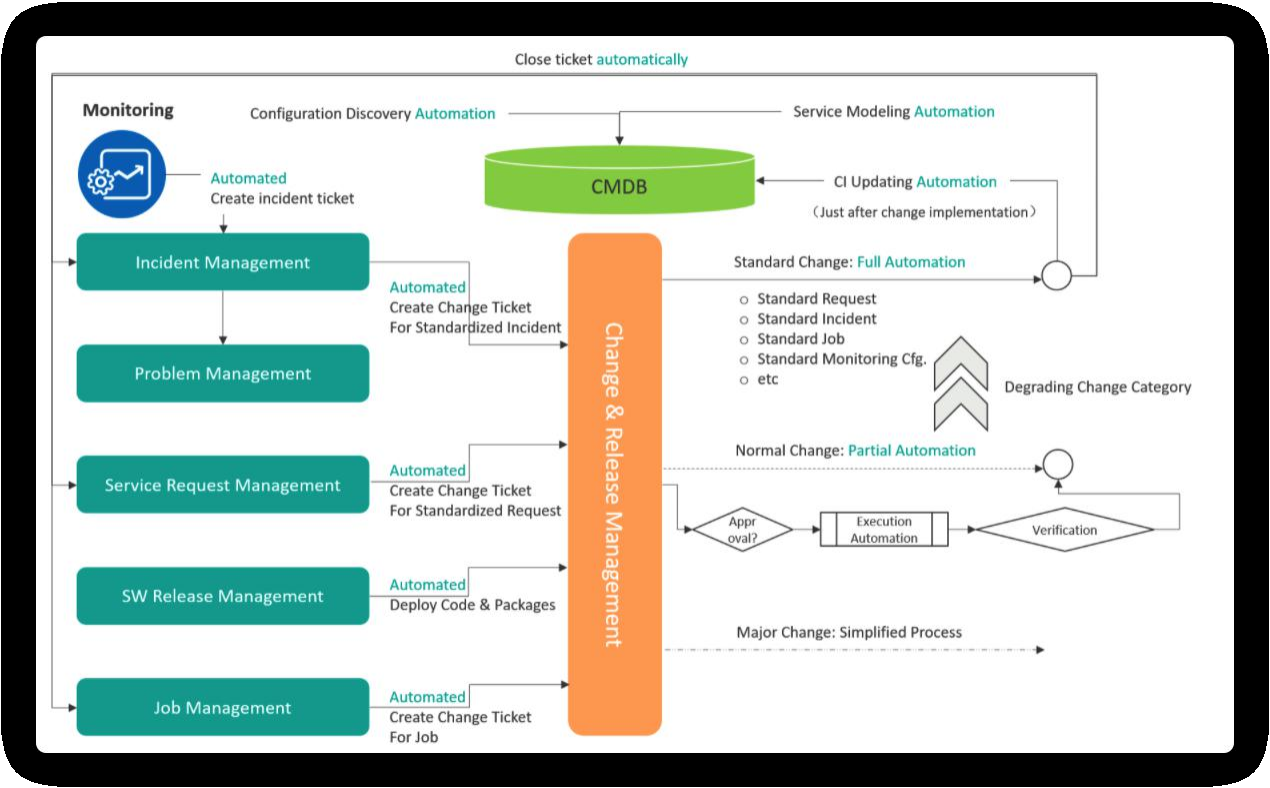 Close ticket automatically
Monitoring
Configuration Discovery Automation
Service Modeling Automation
Automated
Create incident ticket
CMDB
CI Updating Automation
（Just after change implementation）
Incident Management
Automated
Create Change Ticket
For Standardized Incident
Problem Management
Service Request Management
Automated
Create Change Ticket
For Standardized Request
SW Release Management
Automated
Deploy Code & Packages
Job Management
Automated
Create Change Ticket
For Job
Change & Release Management
Standard Change: Full Automation
Standard Request
Standard Incident
Standard Job
Standard Monitoring Cfg.
etc
Degrading Change Category
Normal Change: Partial Automation
Appr
oval?
Execution
Automation
Verification
Major Change: Simplified Process